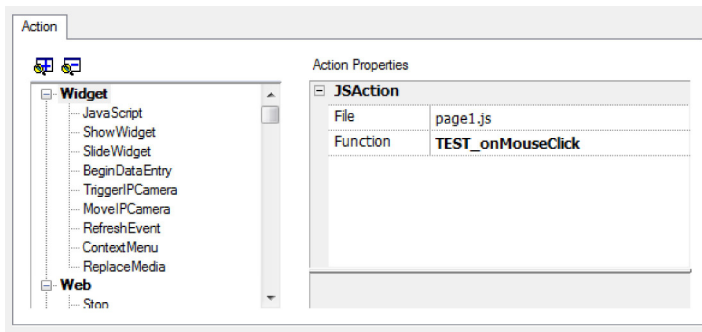 Action
Action Properties
Widget
JavaScript
ShowWidget
SlideWidget
BeginDataEntry
TriggerIPCamera
MoveIPCamera
RefreshEvent
ContextMenu
ReplaceMedia
Web
Stop
JSAction
File page1.js
Function TEST_onMouseClick